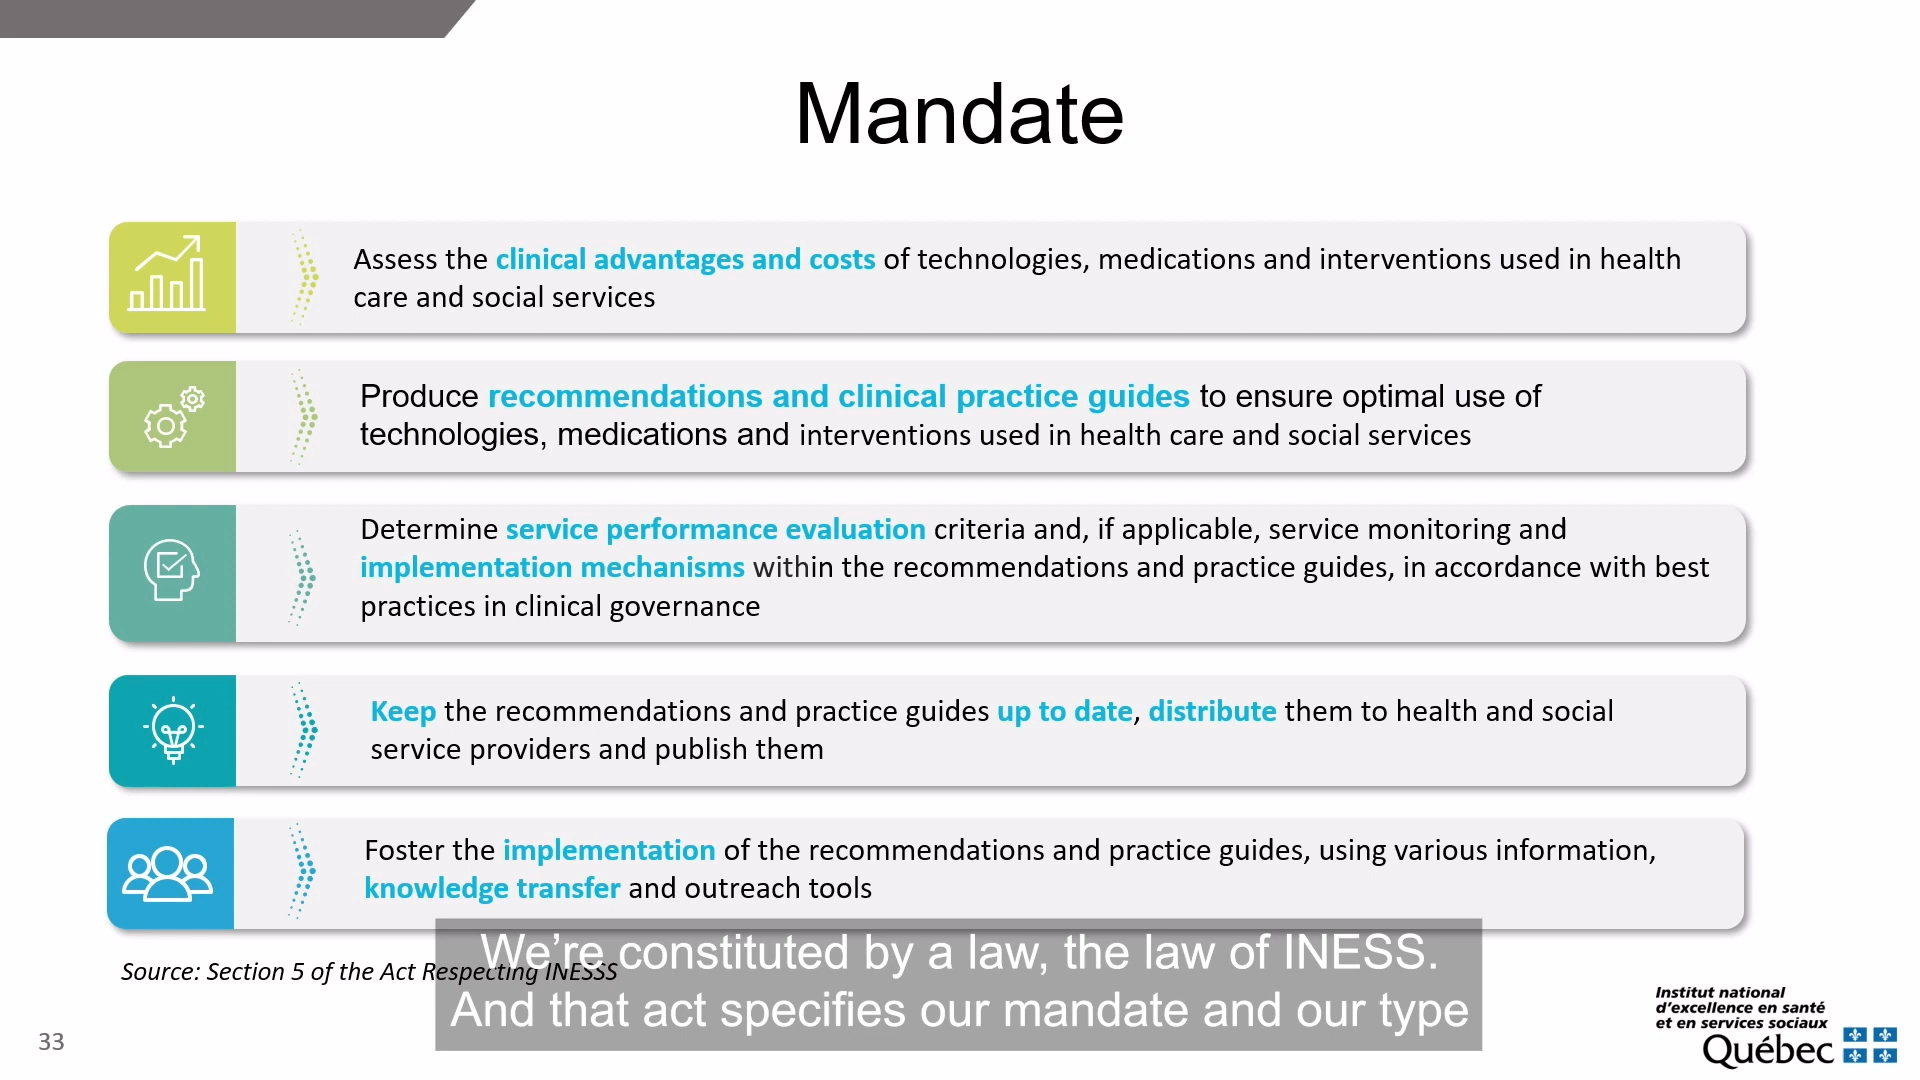 Mandate
Assess the clinical advantages and costs of technologies, medications and interventions used in health
care and social services
Produce recommendations and clinical practice guides to ensure optimal use of
technologies, medications and interventions used in health care and social services
Determine service performance evaluation criteria and, if applicable, service monitoring and
implementation mechanisms within the recommendations and practice guides, in accordance with best
practices in clinical governance
Keep the recommendations and practice guides up to date, distribute them to health and social
service providers and publish them
Foster the implementation of the recommendations and practice guides, using various information,
knowledge transfer and outreach tools
We’re constituted by a law, the law of INESS.
And that act specifies our mandate and our type
Source: Section 5 of the Act Respecting INESSS
33
Institut national
d’excellence en santé
et en services sociaux
Québec